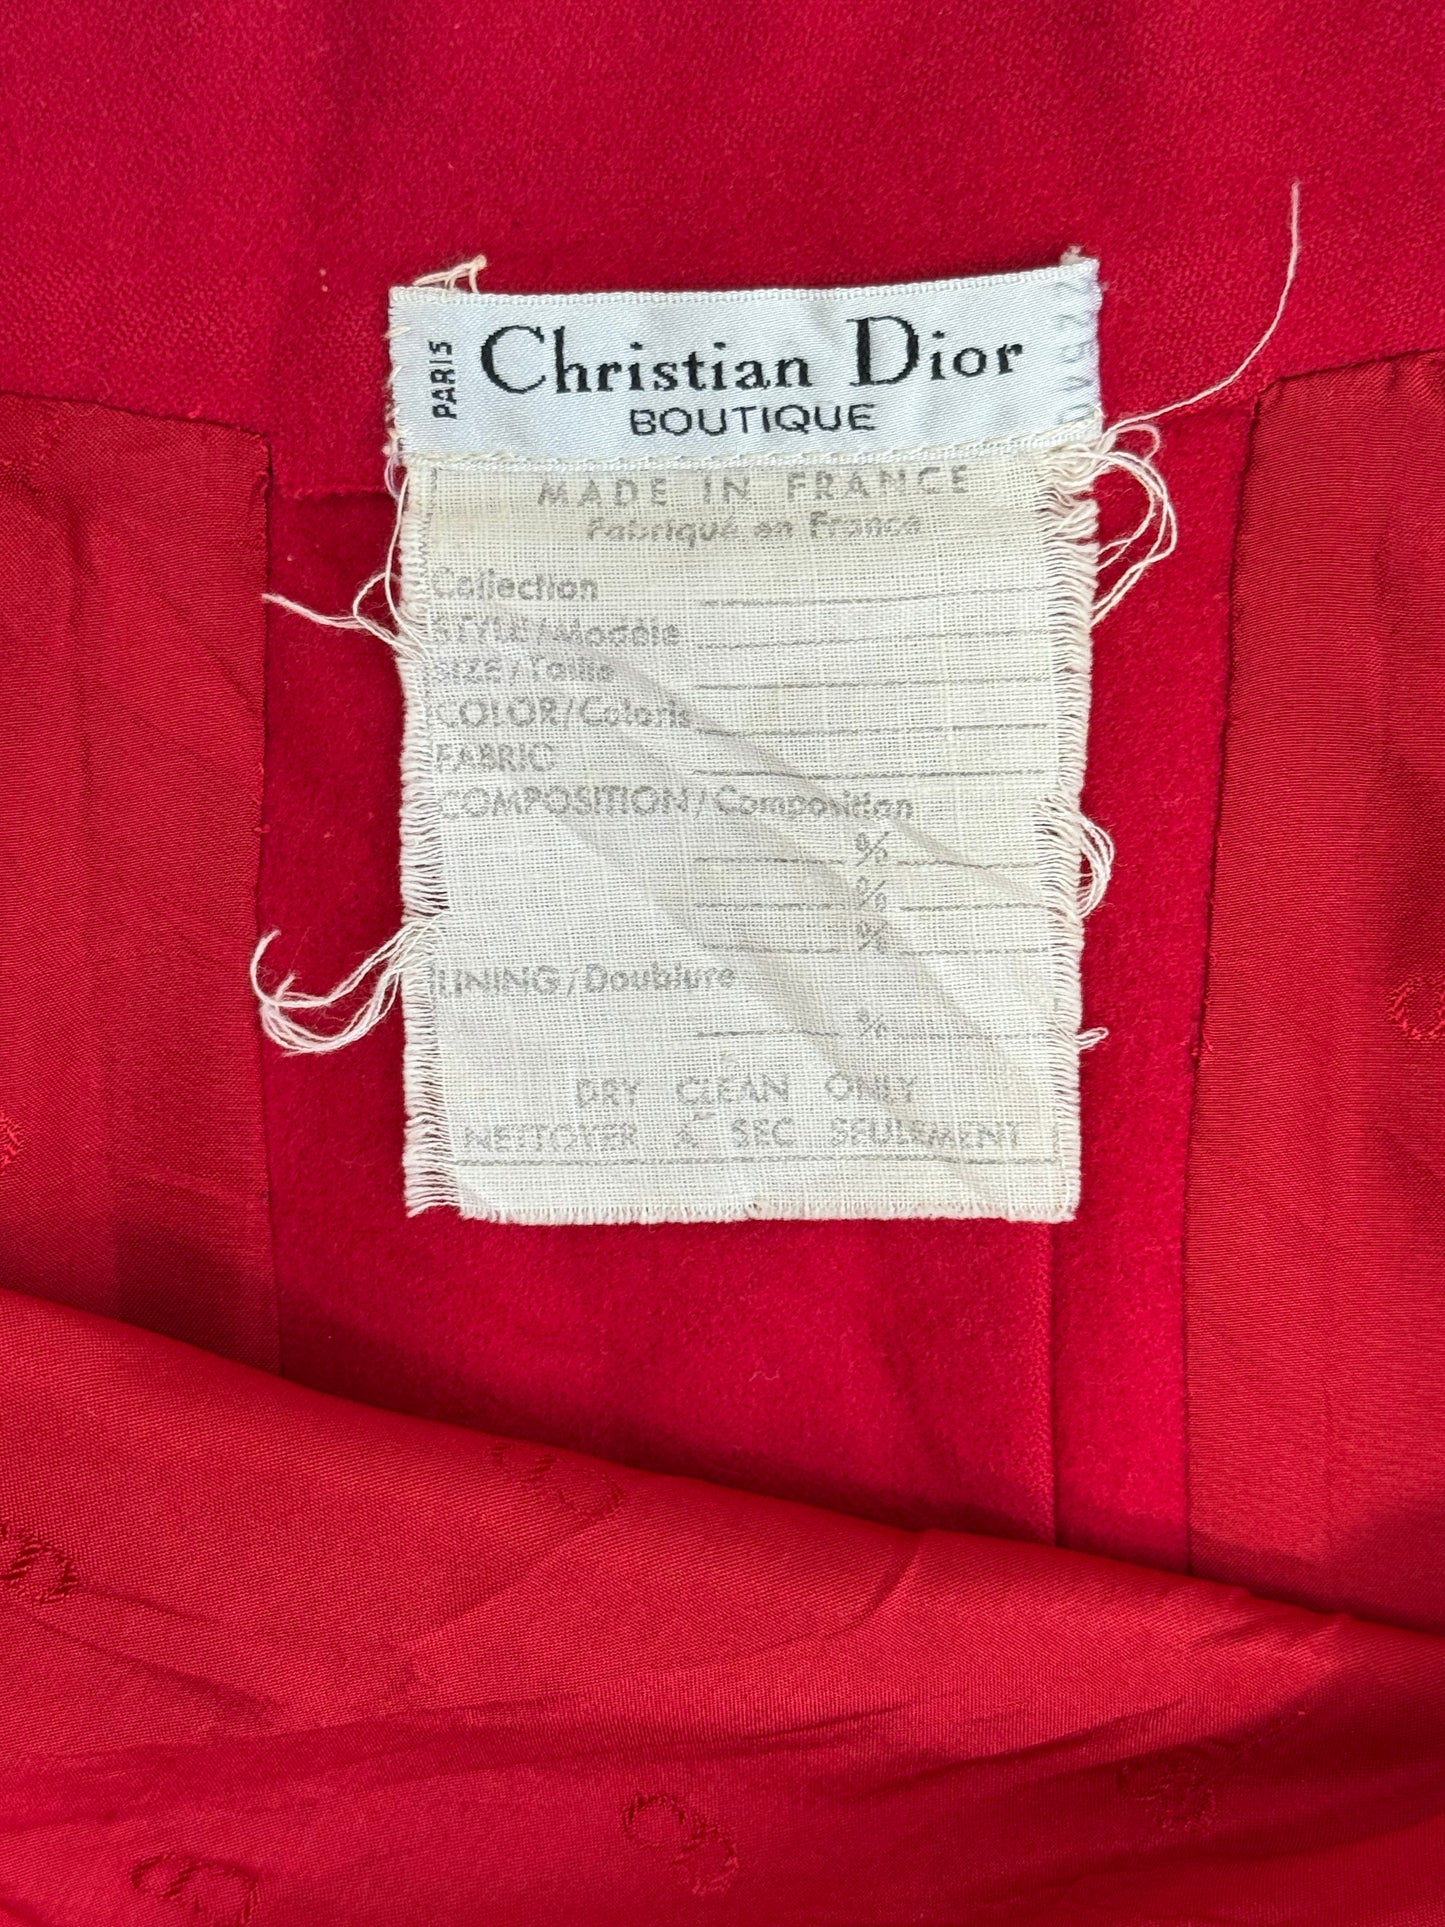 PARIS
Christian Dior
BOUTIQUE
MADE IN FRANCE
Fabriqué en France
Collection
STYLE/Modèle
SIZE/Taille
COLOR/Coloris
FABRIC
COMPOSITION/Composition
%
%
%
LINING/Doublure
%
DRY CLEAN ONLY
NETTOYER À SEC SEULEMENT